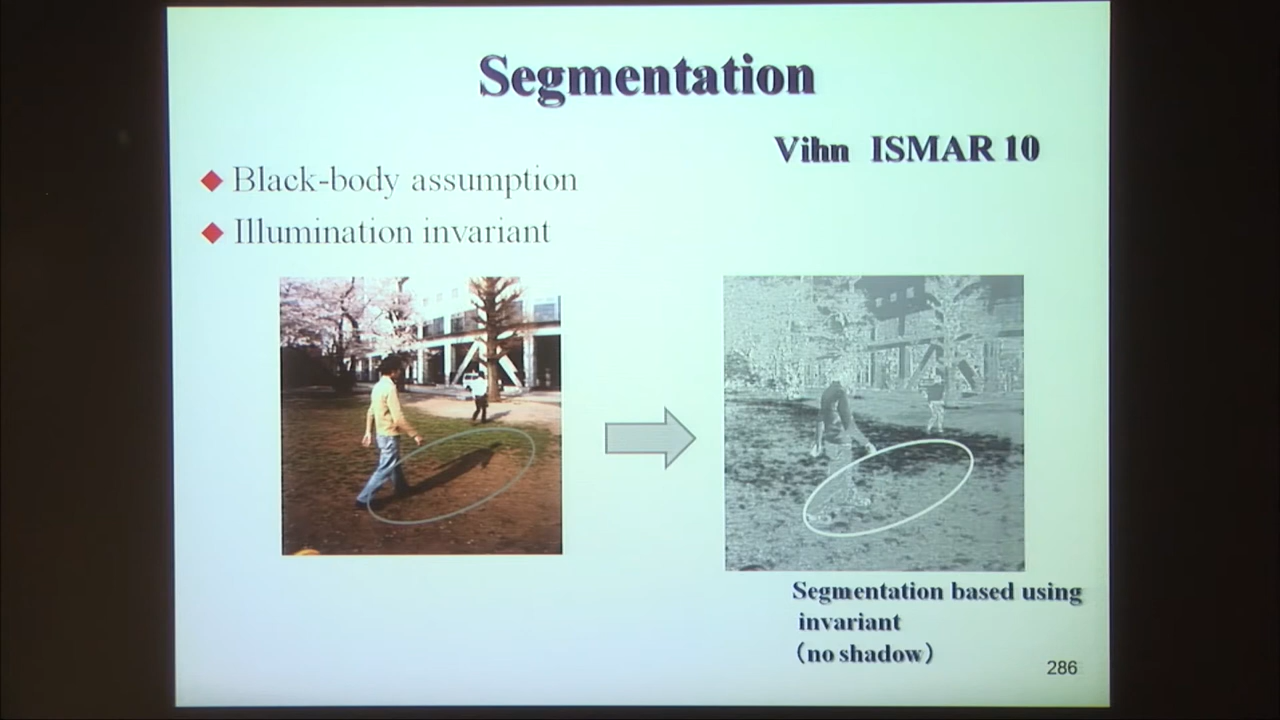 Segmentation
Vihn ISMAR 10
Black-body assumption
Illumination invariant
Segmentation based using
invariant
(no shadow)
286